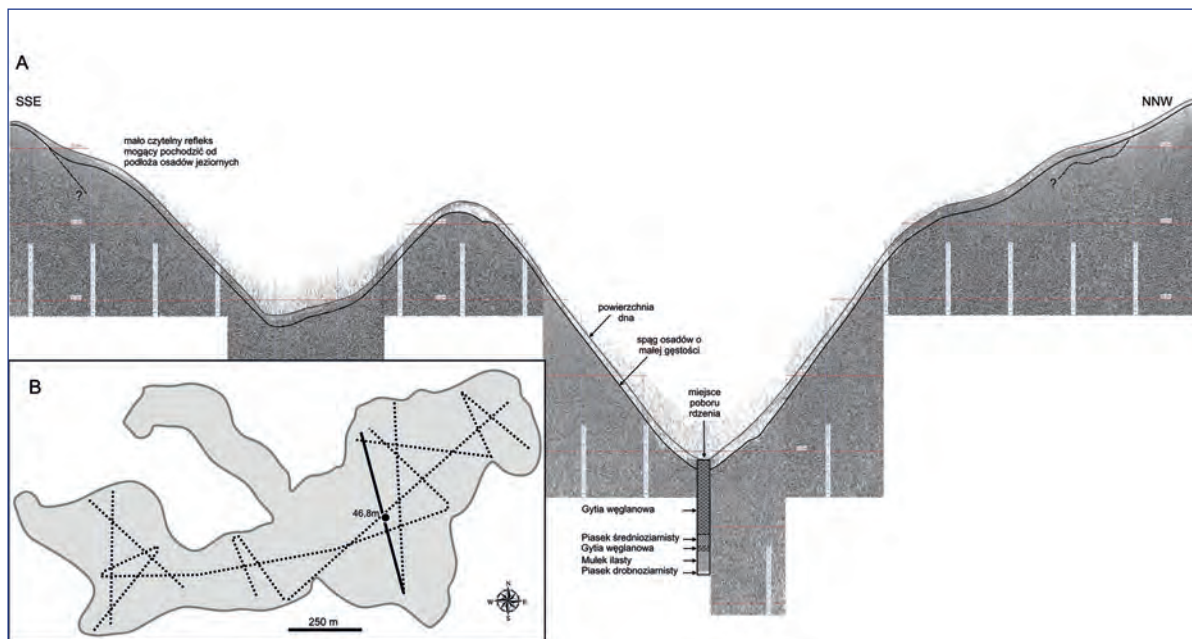 A
SSE
NNW
mało czytelny refleks
mogący pochodzić od
podłoża osadów jeziornych
?
?
powierzchnia
dna
spąg osadów o
małej gęstości
miejsce
poboru
rdzenia
Gytia węglanowa
Piasek średnioziarnisty
Gytia węglanowa
Mułek ilasty
Piasek drobnoziarnisty
B
46,8m
250 m
N
W
E
S